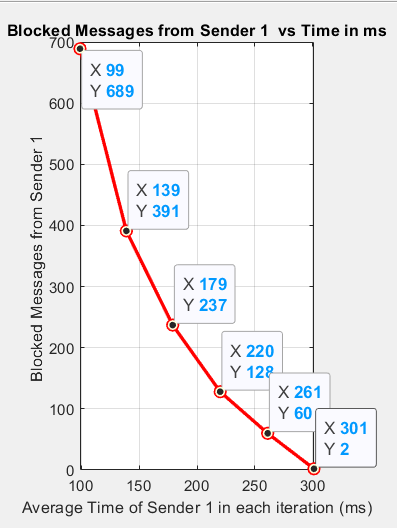 Blocked Messages from Sender 1 vs Time in ms
700
X 99
Y 689
600
500
X 139
Y 391
400
X 179
Y 237
300
X 220
Y 128
200
X 261
Y 60
100
X 301
Y 2
0
100 150 200 250 300
Average Time of Sender 1 in each iteration (ms)
Blocked Messages from Sender 1